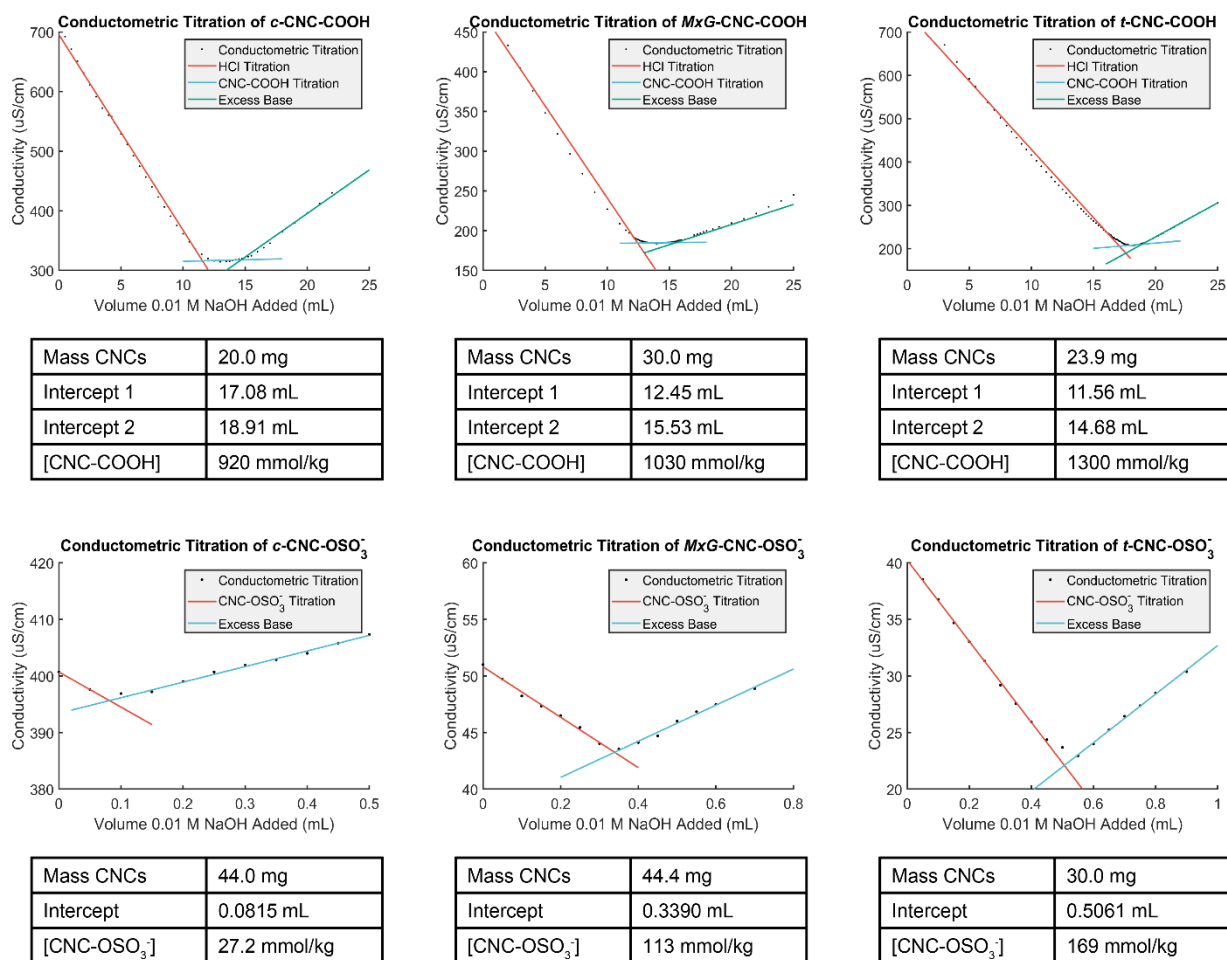 Conductometric Titration of c-CNC-COOH
700
600
500
400
300
Conductivity (uS/cm)
0 5 10 15 20 25
Volume 0.01 M NaOH Added (mL)
Conductometric Titration
HCl Titration
CNC-COOH Titration
Excess Base
Conductometric Titration of MxG-CNC-COOH
450
400
350
300
250
200
150
Conductivity (uS/cm)
0 5 10 15 20 25
Volume 0.01 M NaOH Added (mL)
Conductometric Titration
HCl Titration
CNC-COOH Titration
Excess Base
Conductometric Titration of t-CNC-COOH
700
600
500
400
300
200
Conductivity (uS/cm)
0 5 10 15 20 25
Volume 0.01 M NaOH Added (mL)
Conductometric Titration
HCl Titration
CNC-COOH Titration
Excess Base
Mass CNCs 20.0 mg
Intercept 1 17.08 mL
Intercept 2 18.91 mL
[CNC-COOH] 920 mmol/kg
Mass CNCs 30.0 mg
Intercept 1 12.45 mL
Intercept 2 15.53 mL
[CNC-COOH] 1030 mmol/kg
Mass CNCs 23.9 mg
Intercept 1 11.56 mL
Intercept 2 14.68 mL
[CNC-COOH] 1300 mmol/kg
Conductometric Titration of c-CNC-OSO₃⁻
420
410
400
390
380
Conductivity (uS/cm)
0 0.1 0.2 0.3 0.4 0.5
Volume 0.01 M NaOH Added (mL)
Conductometric Titration
CNC-OSO₃⁻ Titration
Excess Base
Conductometric Titration of MxG-CNC-OSO₃⁻
60
55
50
45
40
Conductivity (uS/cm)
0 0.2 0.4 0.6 0.8
Volume 0.01 M NaOH Added (mL)
Conductometric Titration
CNC-OSO₃⁻ Titration
Excess Base
Conductometric Titration of t-CNC-OSO₃⁻
40
35
30
25
20
Conductivity (uS/cm)
0 0.2 0.4 0.6 0.8 1
Volume 0.01 M NaOH Added (mL)
Conductometric Titration
CNC-OSO₃⁻ Titration
Excess Base
Mass CNCs 44.0 mg
Intercept 0.0815 mL
[CNC-OSO₃⁻] 27.2 mmol/kg
Mass CNCs 44.4 mg
Intercept 0.3390 mL
[CNC-OSO₃⁻] 113 mmol/kg
Mass CNCs 30.0 mg
Intercept 0.5061 mL
[CNC-OSO₃⁻] 169 mmol/kg